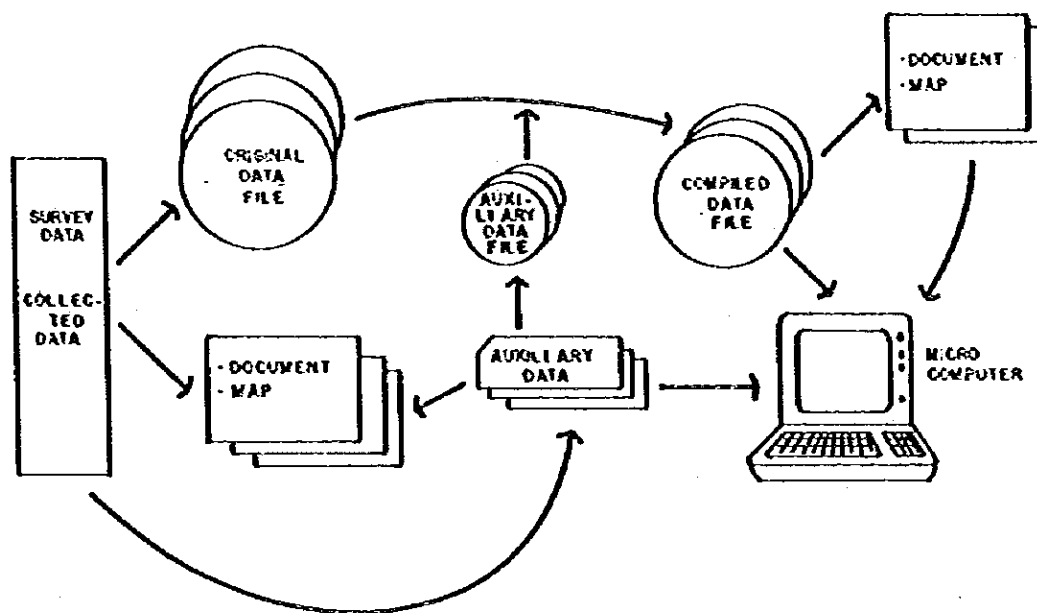 SURVEY
DATA
COLLEC-
TED
DATA
ORIGINAL
DATA
FILE
· DOCUMENT
· MAP
AUXI-
LIARY
DATA
FILE
AUXILIARY
DATA
COMPILED
DATA
FILE
· DOCUMENT
· MAP
MICRO
COMPUTER